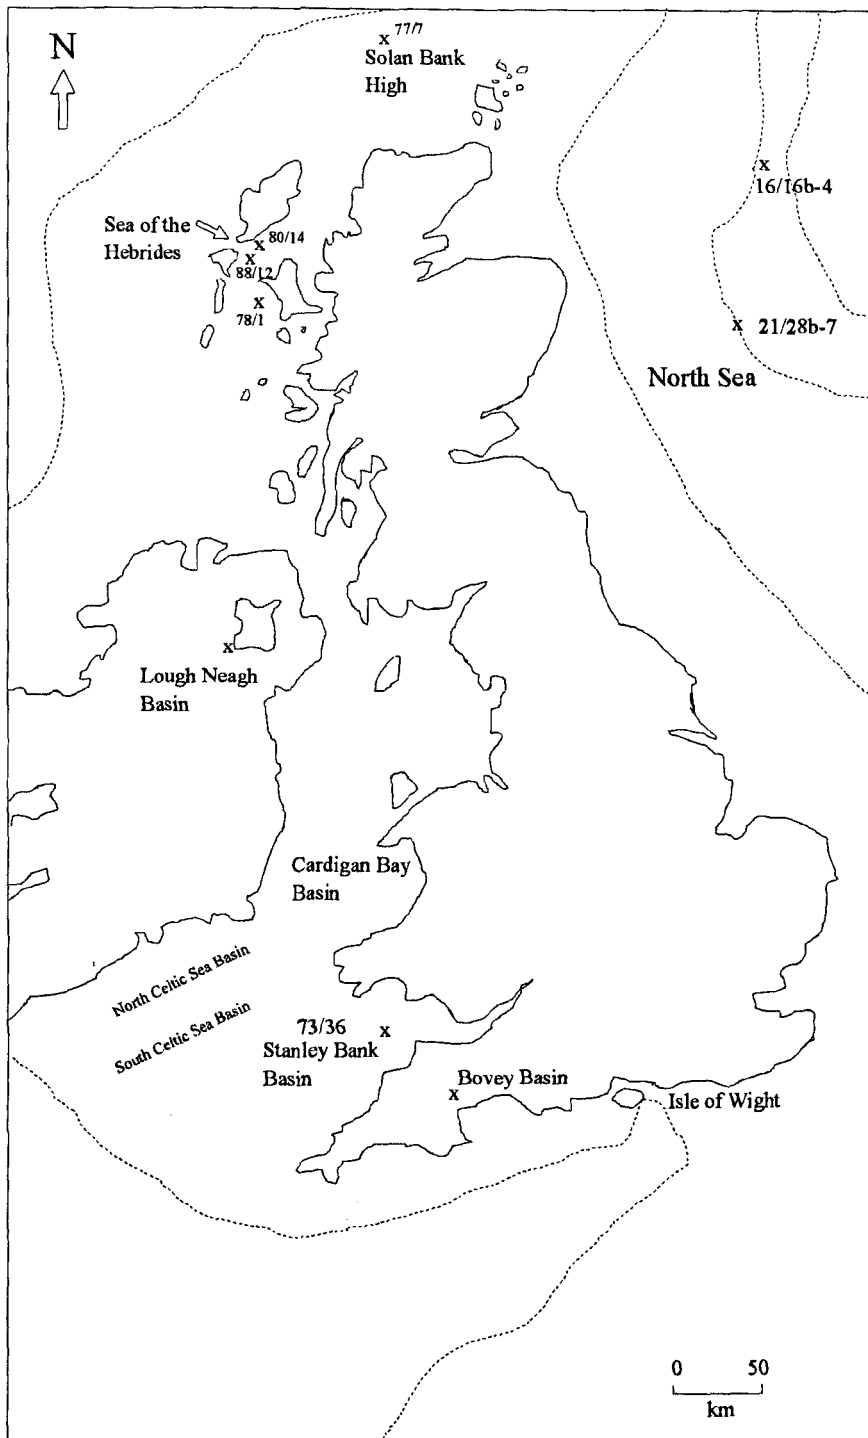 N
x 77/7
Solan Bank
High
x
16/16b-4
Sea of the
Hebrides
x 80/14
x
88/12
x
78/1
x 21/28b-7
North Sea
x
Lough Neagh
Basin
Cardigan Bay
Basin
North Celtic Sea Basin
South Celtic Sea Basin
73/36 x
Stanley Bank
Basin
Bovey Basin
x
Isle of Wight
0 50
km